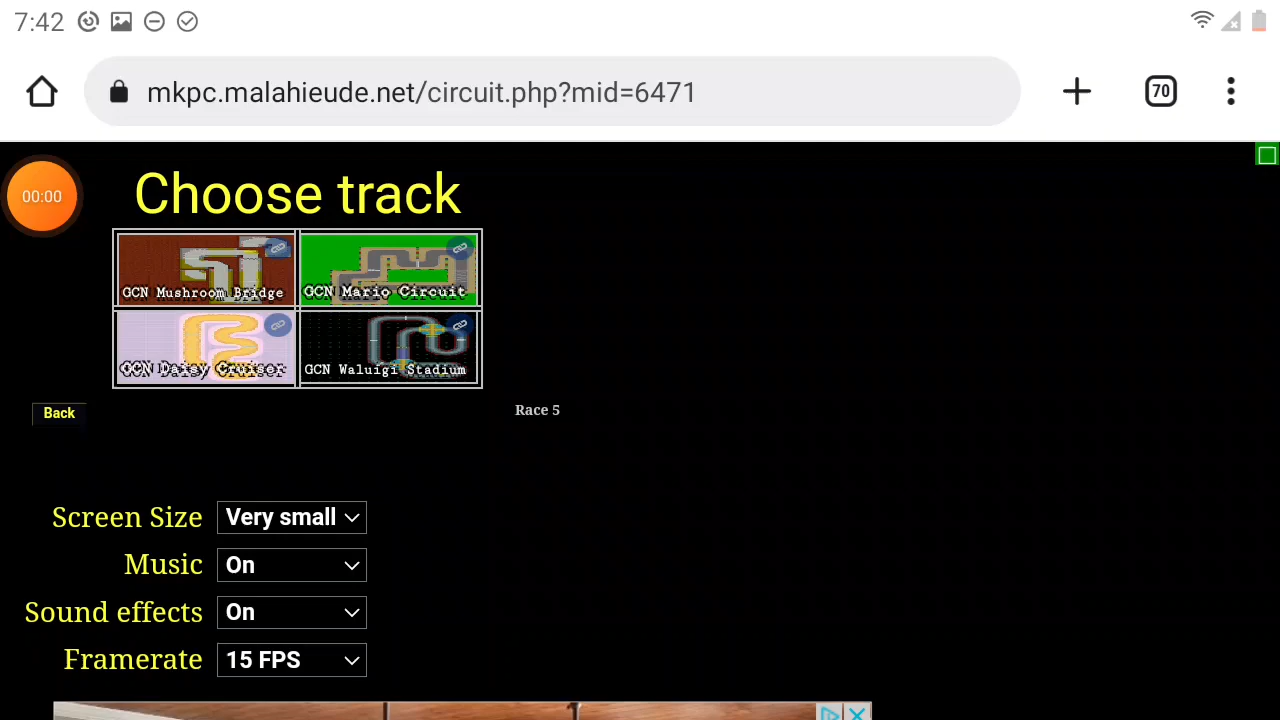 7:42
mkpc.malahieude.net/circuit.php?mid=6471
70
00:00
Choose track
GCN Mushroom Bridge
GCN Mario Circuit
GCN Daisy Cruiser
GCN Waluigi Stadium
Back
Race 5
Screen Size
Very small
Music
On
Sound effects
On
Framerate
15 FPS